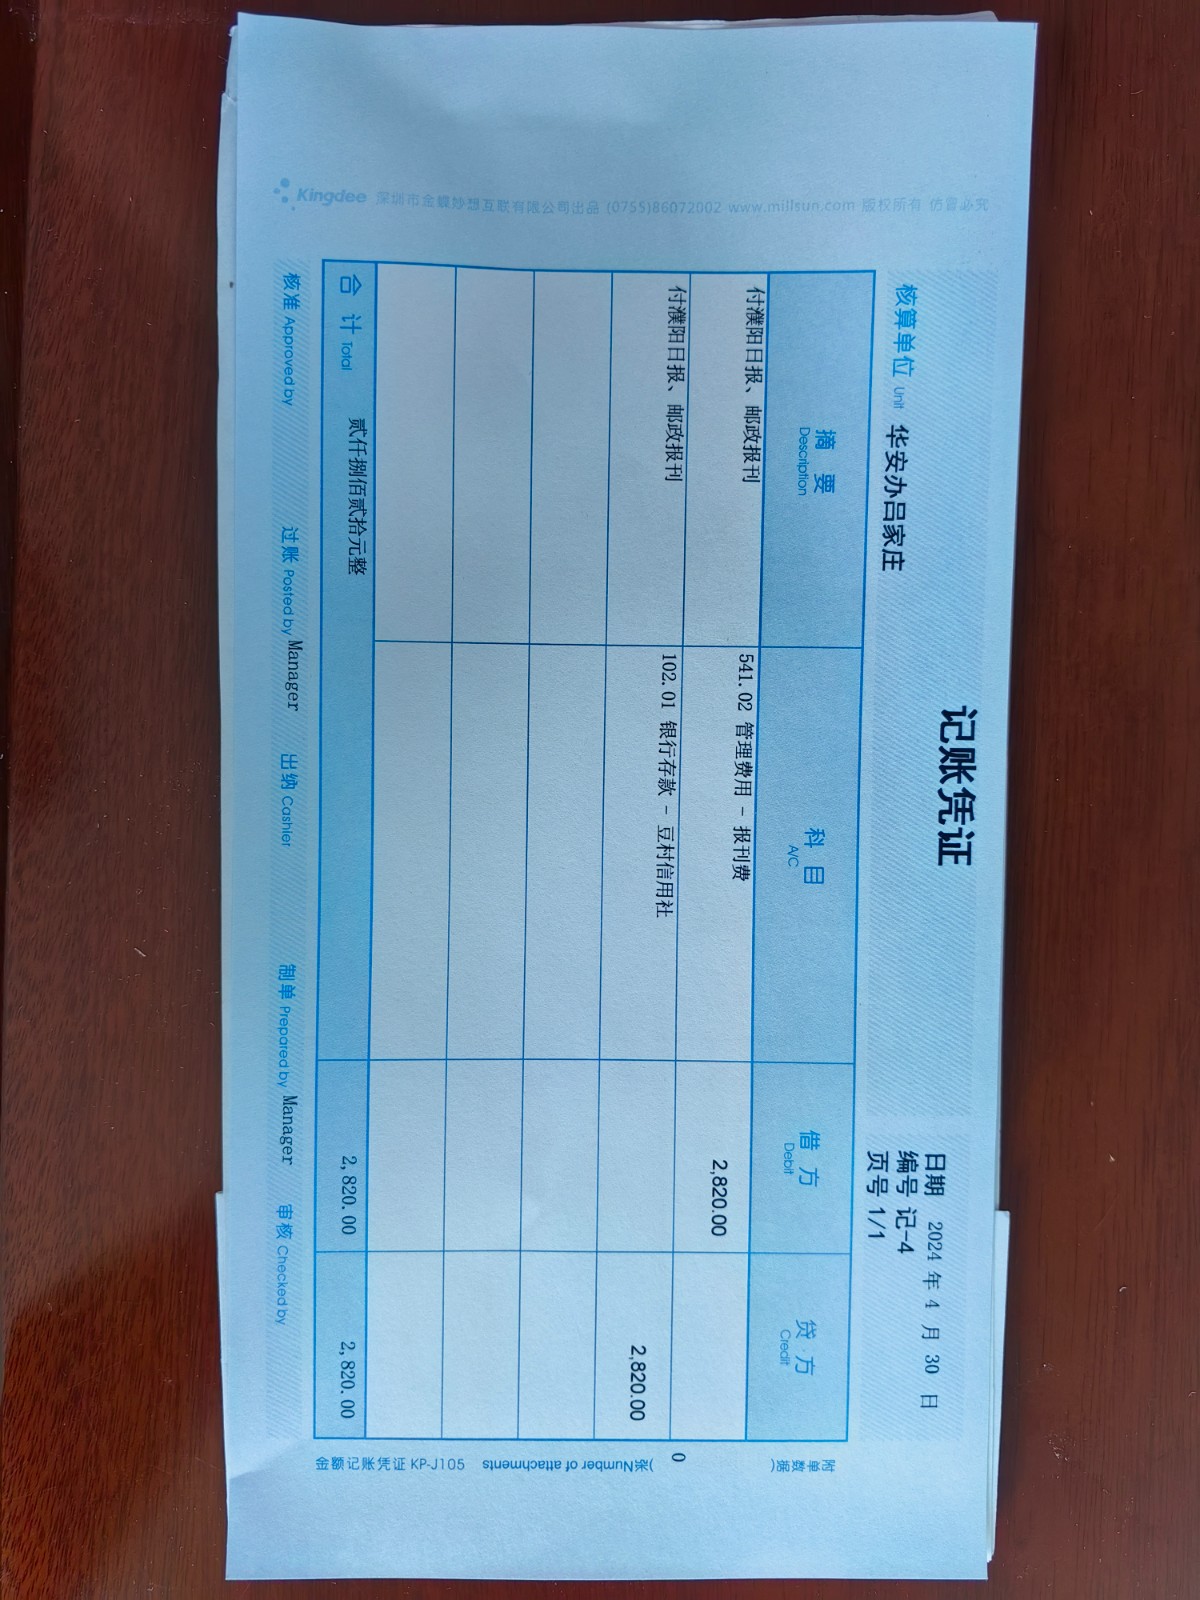 记账凭证
日期 2024 年 4 月 30 日
编号 记-4
页号 1/1
核算单位 Unit 华安办吕家庄
摘 要 Description 科 目 A/C 借 方 Debit 贷 方 Credit
付濮阳日报、邮政报刊 541.02 管理费用 - 报刊费 2,820.00
付濮阳日报、邮政报刊 102.01 银行存款 - 豆村信用社 2,820.00
合 计 Total 贰仟捌佰贰拾元整 2,820.00 2,820.00
核准 Approved by 过账 Posted by Manager 出纳 Cashier 制单 Prepared by Manager 审核 Checked by
附单数据( 0 )张Number of attachments
金额记账凭证 KP-J105
Kingdee 深圳市金蝶妙想互联有限公司出品 (0755)86072002 www.millsun.com 版权所有 仿冒必究